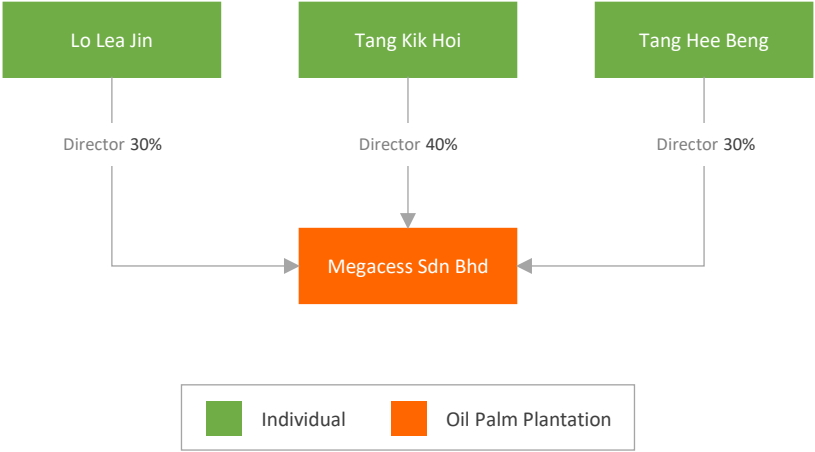 Lo Lea Jin
Tang Kik Hoi
Tang Hee Beng
Director 30%
Director 40%
Director 30%
Megacess Sdn Bhd
Individual
Oil Palm Plantation